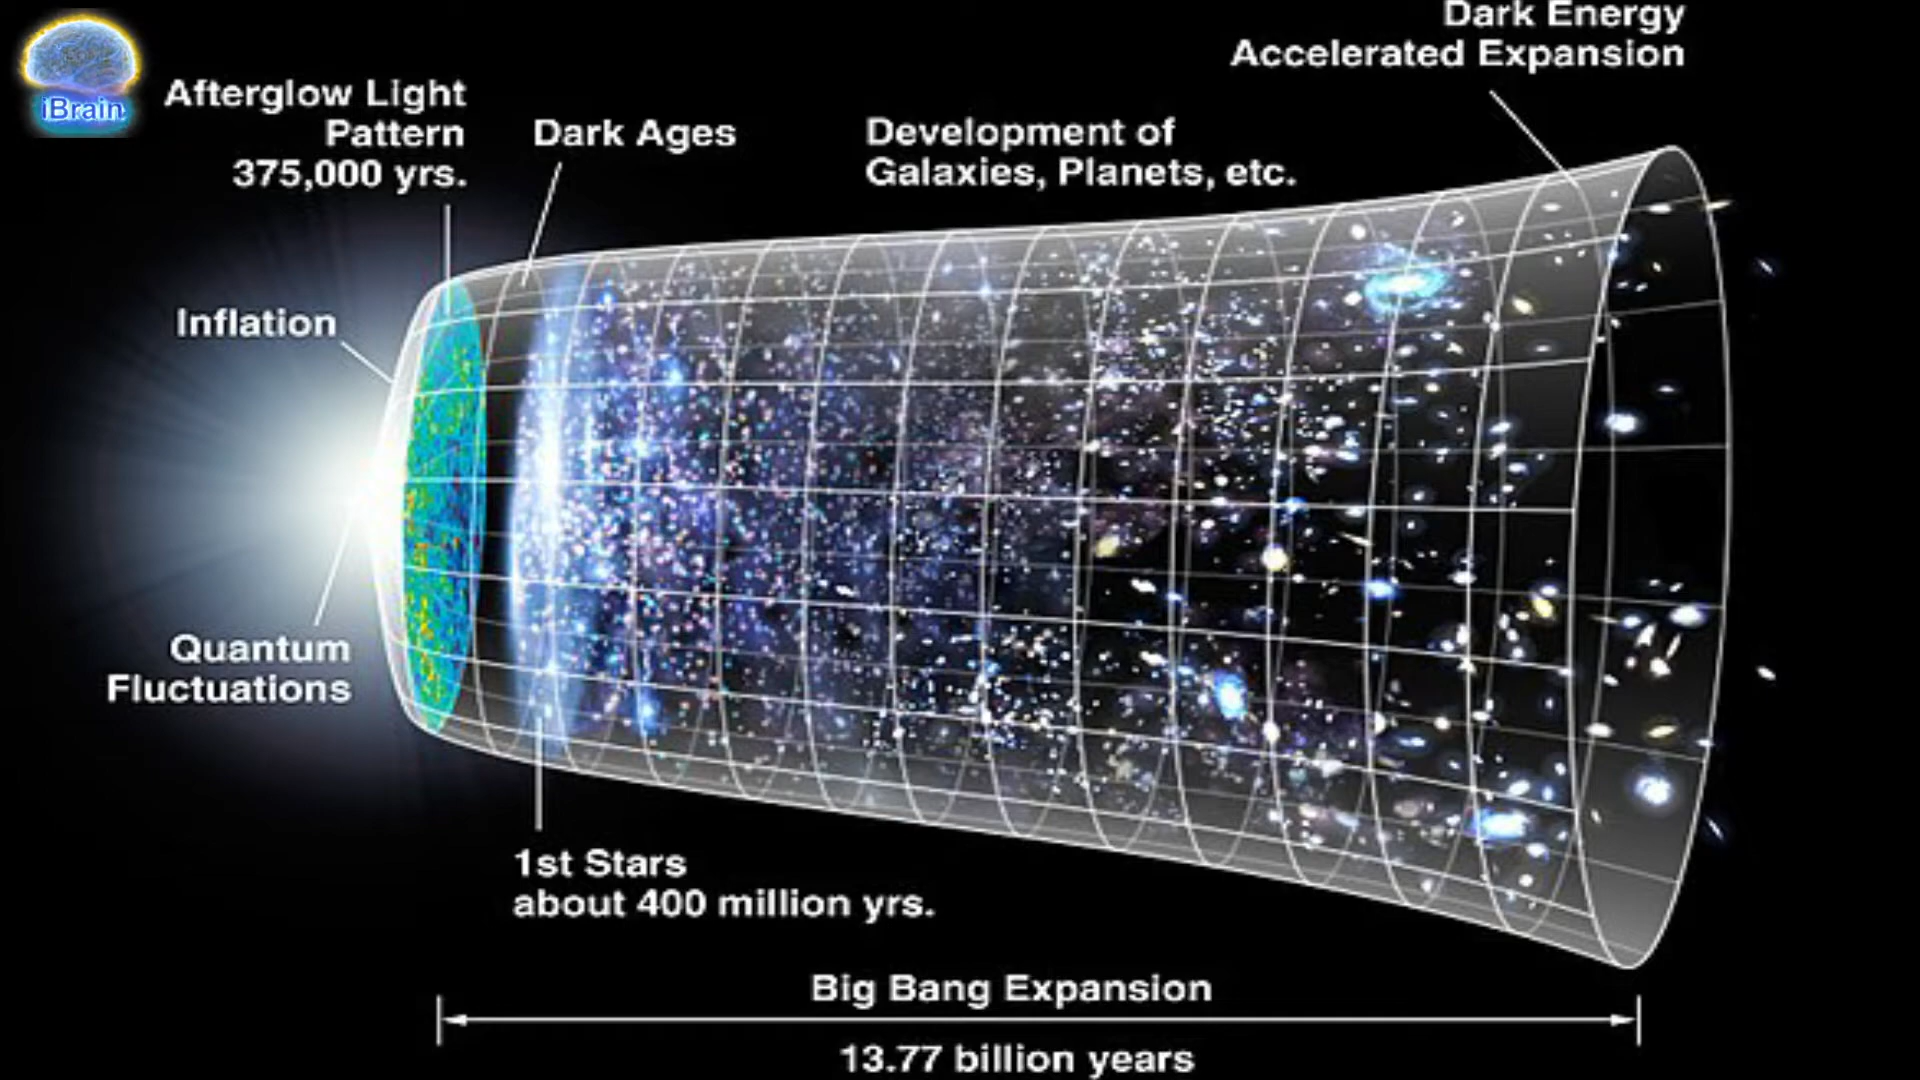 iBrain
Afterglow Light
Pattern
375,000 yrs.
Dark Ages
Development of
Galaxies, Planets, etc.
Dark Energy
Accelerated Expansion
Inflation
Quantum
Fluctuations
1st Stars
about 400 million yrs.
Big Bang Expansion
13.77 billion years